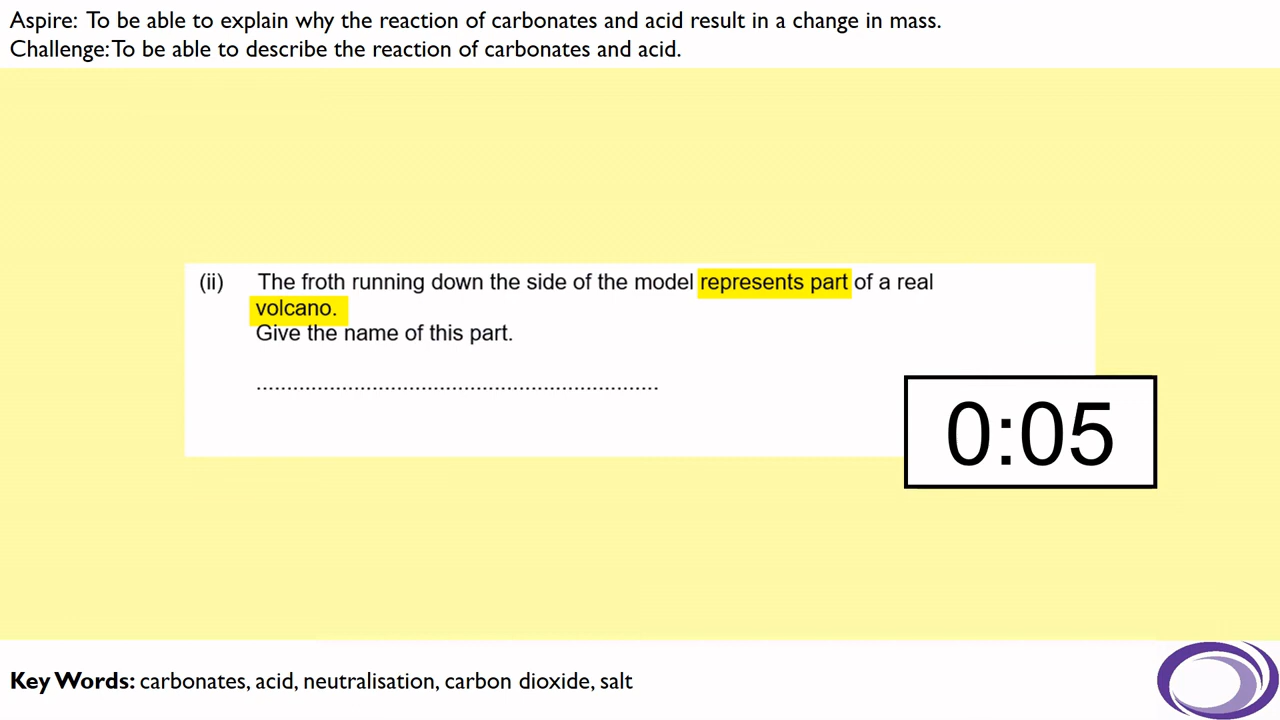 Aspire: To be able to explain why the reaction of carbonates and acid result in a change in mass.
Challenge: To be able to describe the reaction of carbonates and acid.
(ii) The froth running down the side of the model represents part of a real
volcano.
Give the name of this part.
...................................................................
0:05
Key Words: carbonates, acid, neutralisation, carbon dioxide, salt